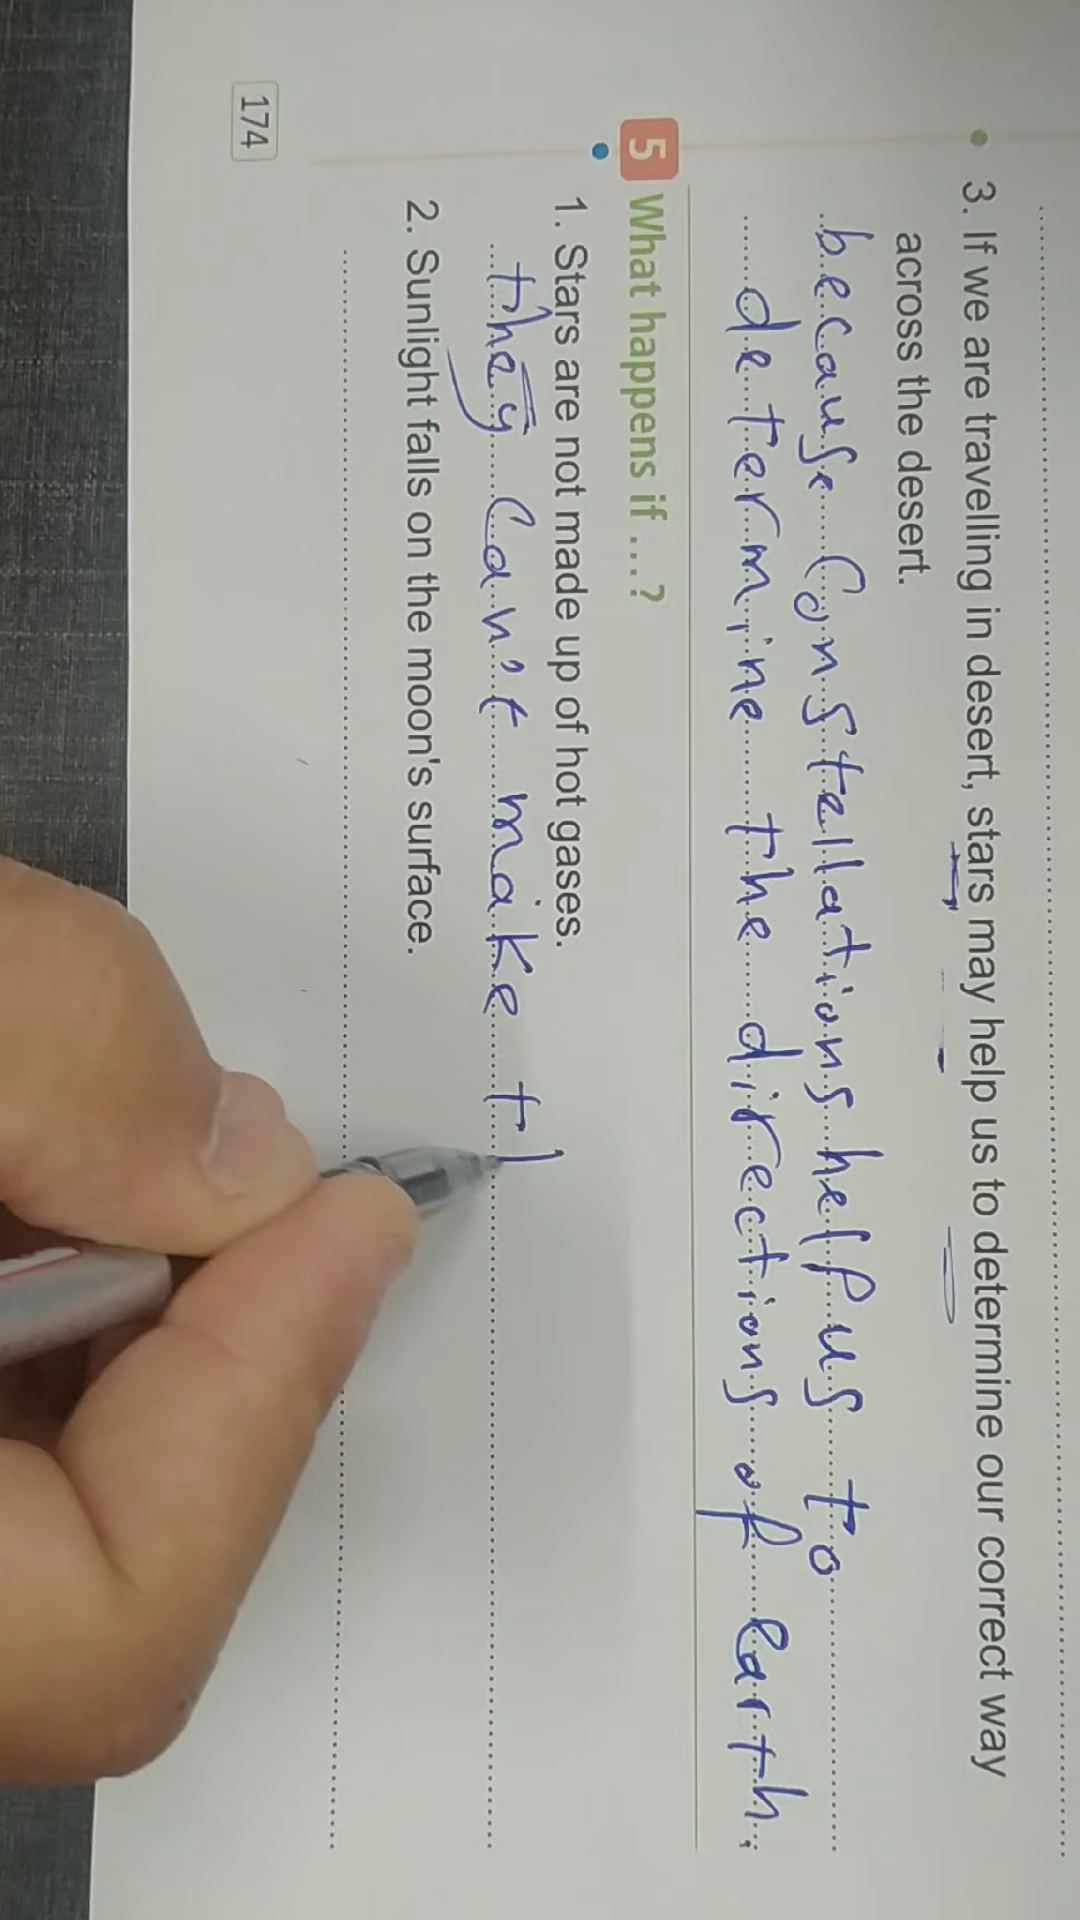 3. If we are travelling in desert, stars may help us to determine our correct way
across the desert.
because Constellations help us to
determine the directions of earth.
5 What happens if ...?
1. Stars are not made up of hot gases.
they can't make th
2. Sunlight falls on the moon's surface.
174